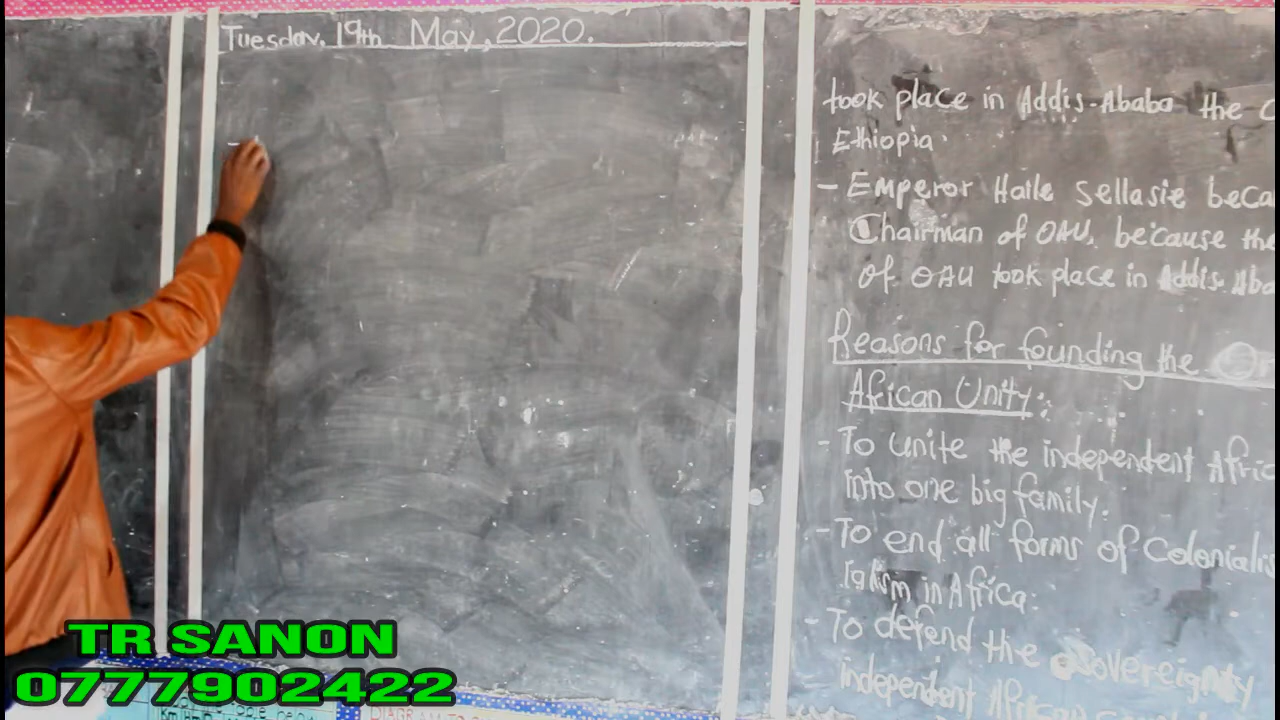 Tuesday, 19th May, 2020.
took place in Addis-Ababa the C
Ethiopia.
- Emperor Haile Sellasie beca
Chairman of OAU, because the
of OAU took place in Addis Aba
Reasons for founding the Or
African Unity:
- To unite the independent Afric
into one big family.
- To end all forms of Colonialis
ialism in Africa.
- To defend the Sovereignty
independent African
TR SANON
0777902422
DIAGRAM